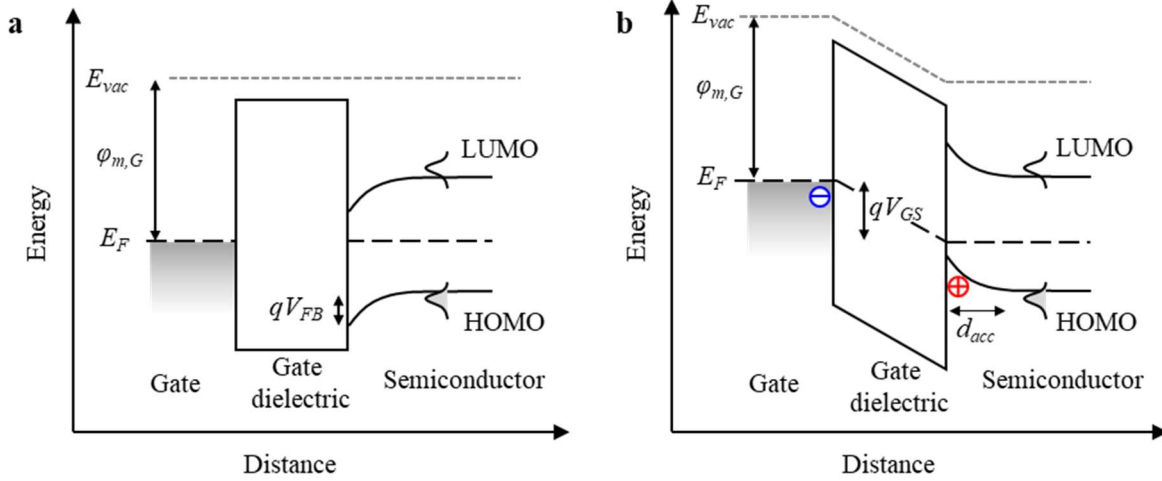 a
Energy
E_vac
φ_m,G
E_F
qV_FB
LUMO
HOMO
Gate
Gate
dielectric
Semiconductor
Distance
b
Energy
E_vac
φ_m,G
E_F
qV_GS
LUMO
HOMO
d_acc
Gate
Gate
dielectric
Semiconductor
Distance